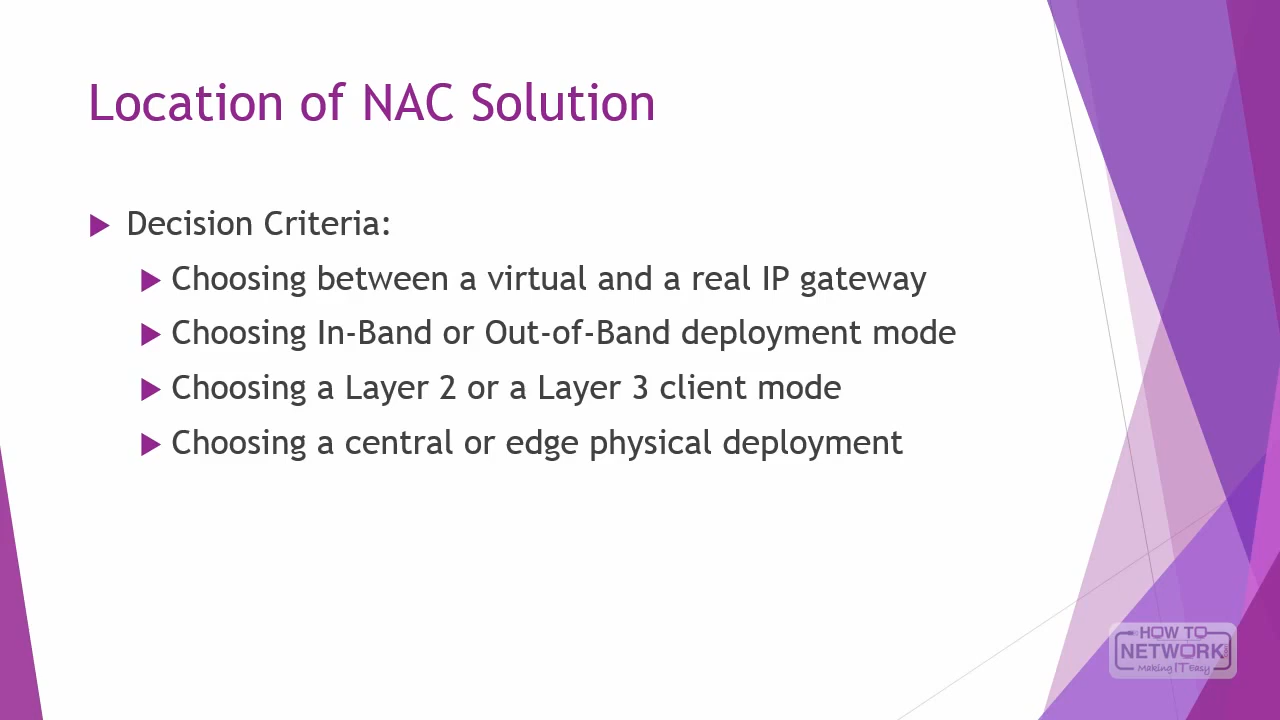 Location of NAC Solution
Decision Criteria:
Choosing between a virtual and a real IP gateway
Choosing In-Band or Out-of-Band deployment mode
Choosing a Layer 2 or a Layer 3 client mode
Choosing a central or edge physical deployment
HOW TO
NETWORK
Making IT Easy